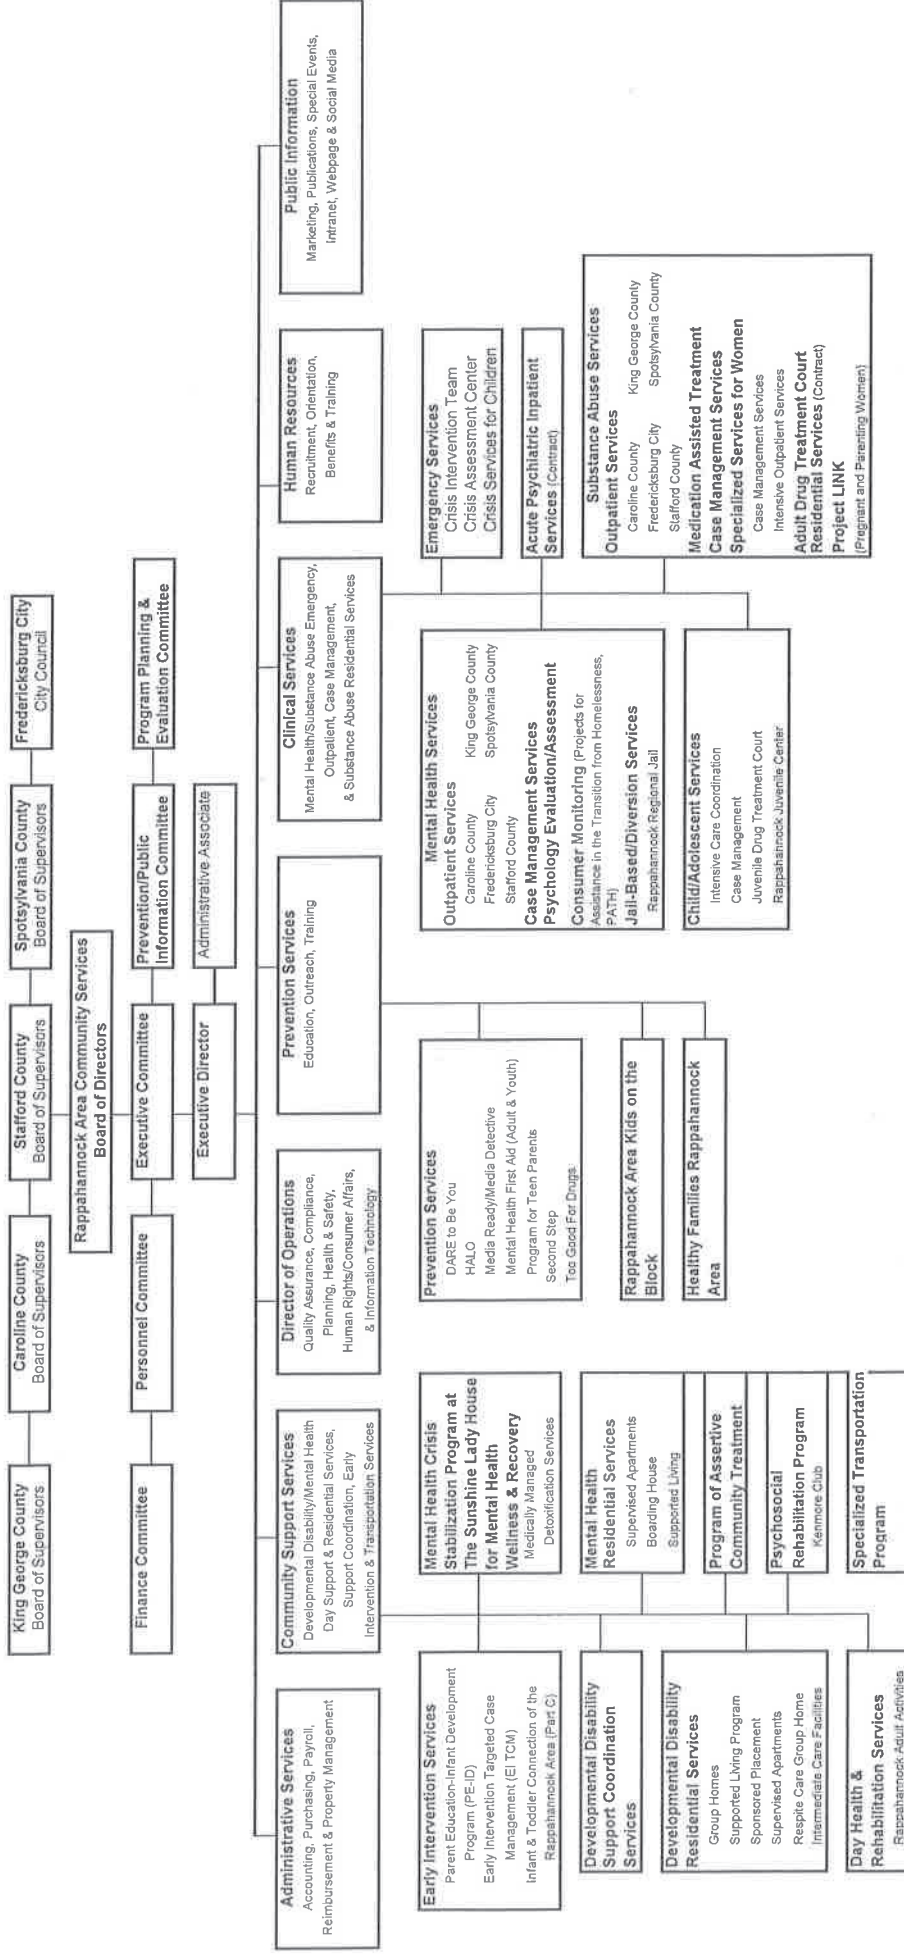 King George County
Board of Supervisors
Caroline County
Board of Supervisors
Stafford County
Board of Supervisors
Spotsylvania County
Board of Supervisors
Fredericksburg City
City Council
Rappahannock Area Community Services
Board of Directors
Finance Committee
Personnel Committee
Executive Committee
Prevention/Public
Information Committee
Program Planning &
Evaluation Committee
Executive Director
Administrative Associate
Administrative Services
Accounting, Purchasing, Payroll,
Reimbursement & Property Management
Community Support Services
Developmental Disability/Mental Health
Day Support & Residential Services,
Support Coordination, Early
Intervention & Transportation Services
Director of Operations
Quality Assurance, Compliance,
Planning, Health & Safety,
Human Rights/Consumer Affairs,
& Information Technology
Prevention Services
Education, Outreach, Training
Clinical Services
Mental Health/Substance Abuse Emergency,
Outpatient, Case Management,
& Substance Abuse Residential Services
Human Resources
Recruitment, Orientation,
Benefits & Training
Public Information
Marketing, Publications, Special Events,
Intranet, Webpage & Social Media
Early Intervention Services
Parent Education-Infant Development
Program (PE-ID)
Early Intervention Targeted Case
Management (EI TCM)
Infant & Toddler Connection of the
Rappahannock Area (Part C)
Developmental Disability
Support Coordination
Services
Developmental Disability
Residential Services
Group Homes
Supported Living Program
Sponsored Placement
Supervised Apartments
Respite Care Group Home
Intermediate Care Facilities
Day Health &
Rehabilitation Services
Rappahannock Adult Activities
Mental Health Crisis
Stabilization Program at
The Sunshine Lady House
for Mental Health
Wellness & Recovery
Medically Managed
Detoxification Services
Mental Health
Residential Services
Supervised Apartments
Boarding House
Supported Living
Program of Assertive
Community Treatment
Psychosocial
Rehabilitation Program
Kenmore Club
Specialized Transportation
Program
Prevention Services
DARE to Be You
HALO
Media Ready/Media Detective
Mental Health First Aid (Adult & Youth)
Program for Teen Parents
Second Step
Too Good For Drugs
Rappahannock Area Kids on the
Block
Healthy Families Rappahannock
Area
Mental Health Services
Outpatient Services
Caroline County King George County
Fredericksburg City Spotsylvania County
Stafford County
Case Management Services
Psychology Evaluation/Assessment
Consumer Monitoring (Projects for
Assistance in the Transition from Homelessness,
PATH)
Jail-Based/Diversion Services
Rappahannock Regional Jail
Child/Adolescent Services
Intensive Care Coordination
Case Management
Juvenile Drug Treatment Court
Rappahannock Juvenile Center
Emergency Services
Crisis Intervention Team
Crisis Assessment Center
Crisis Services for Children
Acute Psychiatric Inpatient
Services (Contract)
Substance Abuse Services
Outpatient Services
Caroline County King George County
Fredericksburg City Spotsylvania County
Stafford County
Medication Assisted Treatment
Case Management Services
Specialized Services for Women
Case Management Services
Intensive Outpatient Services
Adult Drug Treatment Court
Residential Services (Contract)
Project LINK
(Pregnant and Parenting Women)